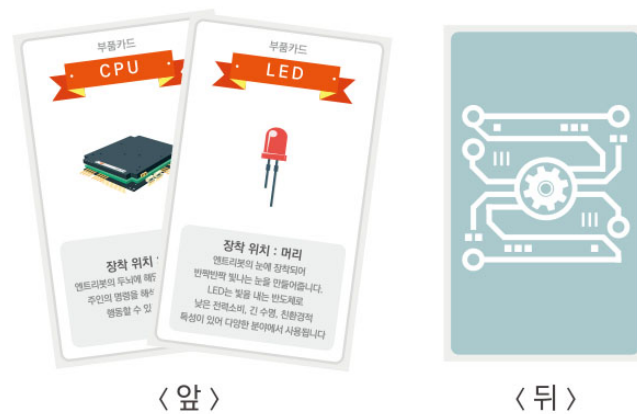 부품카드
CPU
장착 위치 :
엔트리봇의 두뇌에
주인의 명령을
행동할 수 있
부품카드
LED
장착 위치 : 머리
엔트리봇의 눈에 장착되어
반짝반짝 빛나는 눈을 만들어줍니다.
LED는 빛을 내는 반도체로
낮은 전력소비, 긴 수명, 친환경적
특성이 있어 다양한 분야에서 사용됩니다
〈 앞 〉
〈 뒤 〉